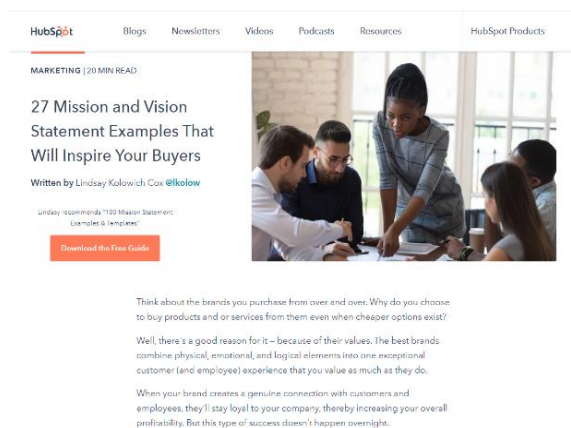 HubSpot
Blogs
Newsletters
Videos
Podcasts
Resources
HubSpot Products
MARKETING | 20 MIN READ
27 Mission and Vision
Statement Examples That
Will Inspire Your Buyers
Written by Lindsay Kolowich Cox @lkolow
Lindsay recommends "100 Mission Statement
Examples & Templates"
Download the Free Guide
Think about the brands you purchase from over and over. Why do you choose
to buy products and or services from them even when cheaper options exist?
Well, there's a good reason for it – because of their values. The best brands
combine physical, emotional, and logical elements into one exceptional
customer (and employee) experience that you value as much as they do.
When your brand creates a genuine connection with customers and
employees, they'll stay loyal to your company, thereby increasing your overall
profitability. But this type of success doesn't happen overnight.